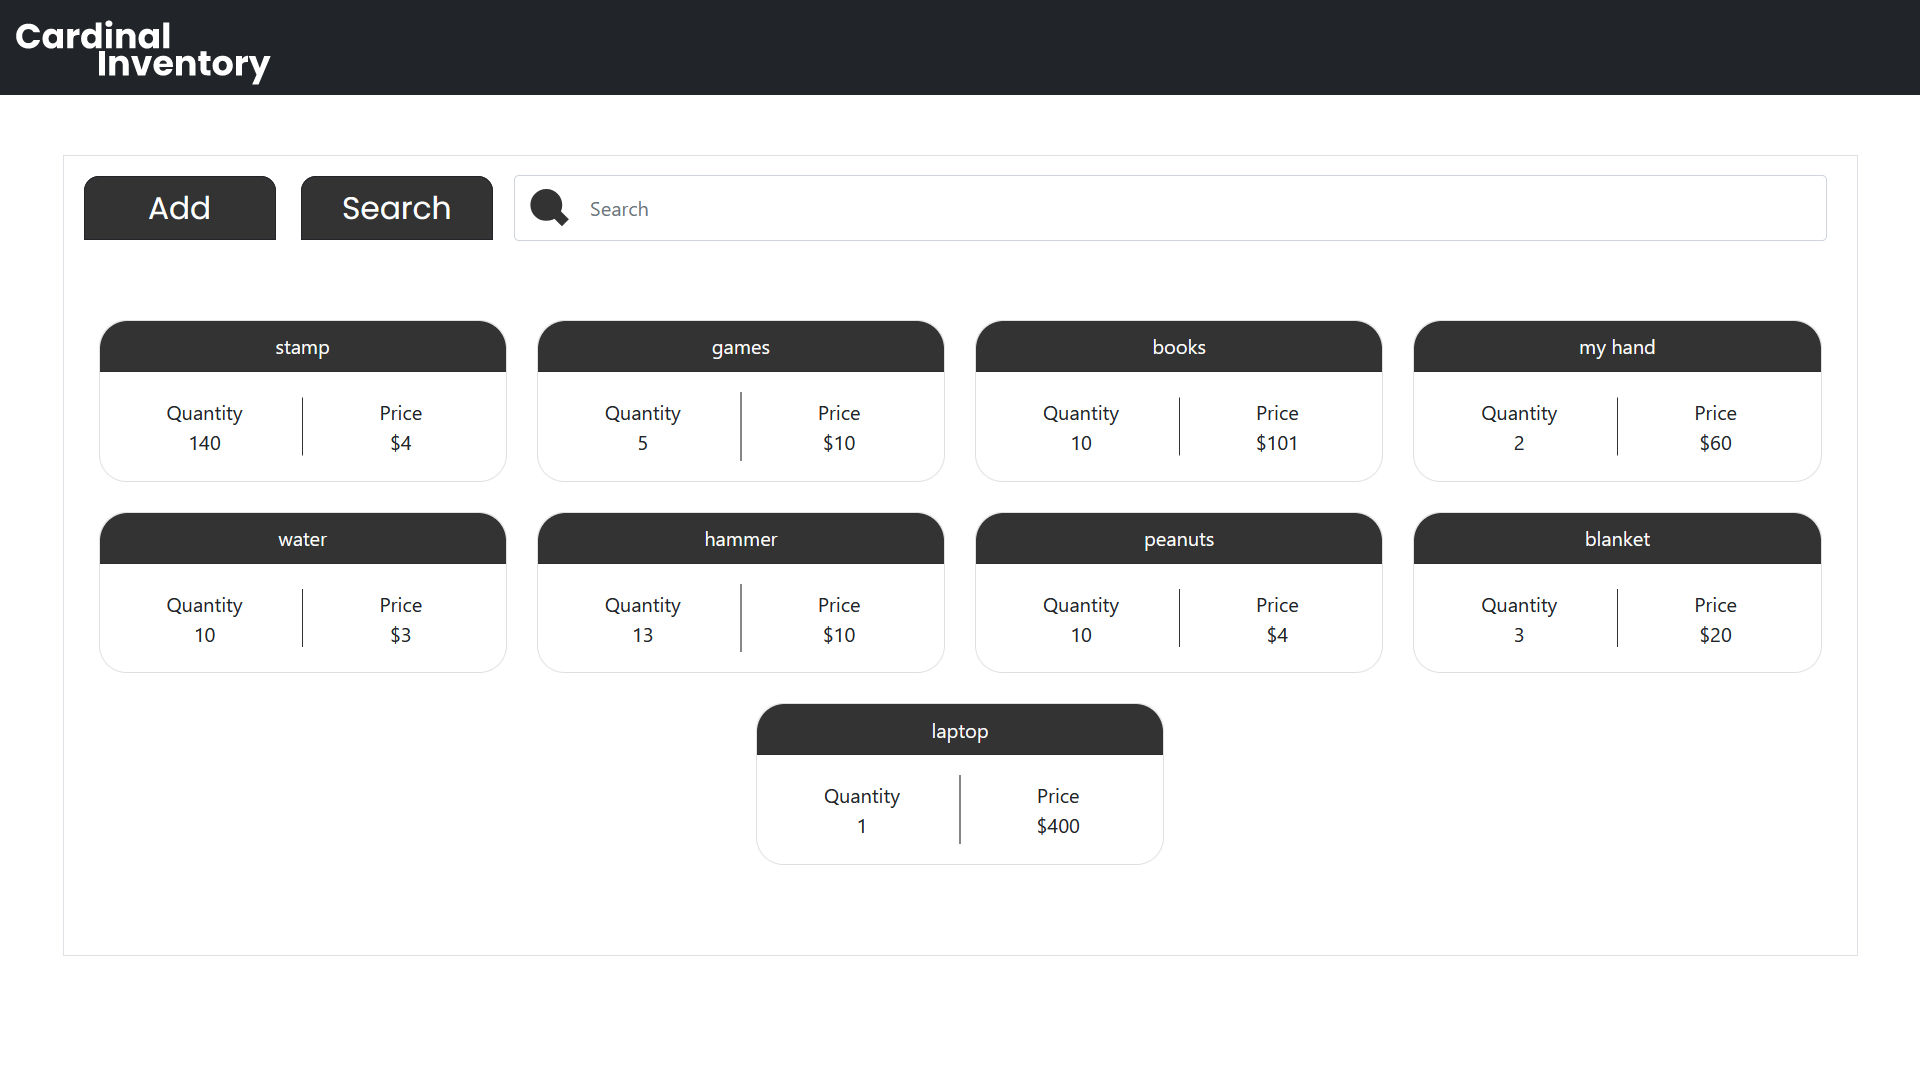 Cardinal
Inventory
Add
Search
Search
stamp
Quantity
140
Price
$4
games
Quantity
5
Price
$10
books
Quantity
10
Price
$101
my hand
Quantity
2
Price
$60
water
Quantity
10
Price
$3
hammer
Quantity
13
Price
$10
peanuts
Quantity
10
Price
$4
blanket
Quantity
3
Price
$20
laptop
Quantity
1
Price
$400